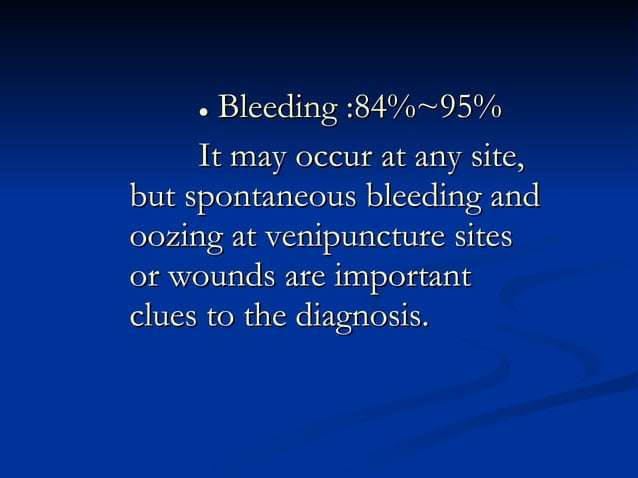 • Bleeding :84%~95%
It may occur at any site,
but spontaneous bleeding and
oozing at venipuncture sites
or wounds are important
clues to the diagnosis.